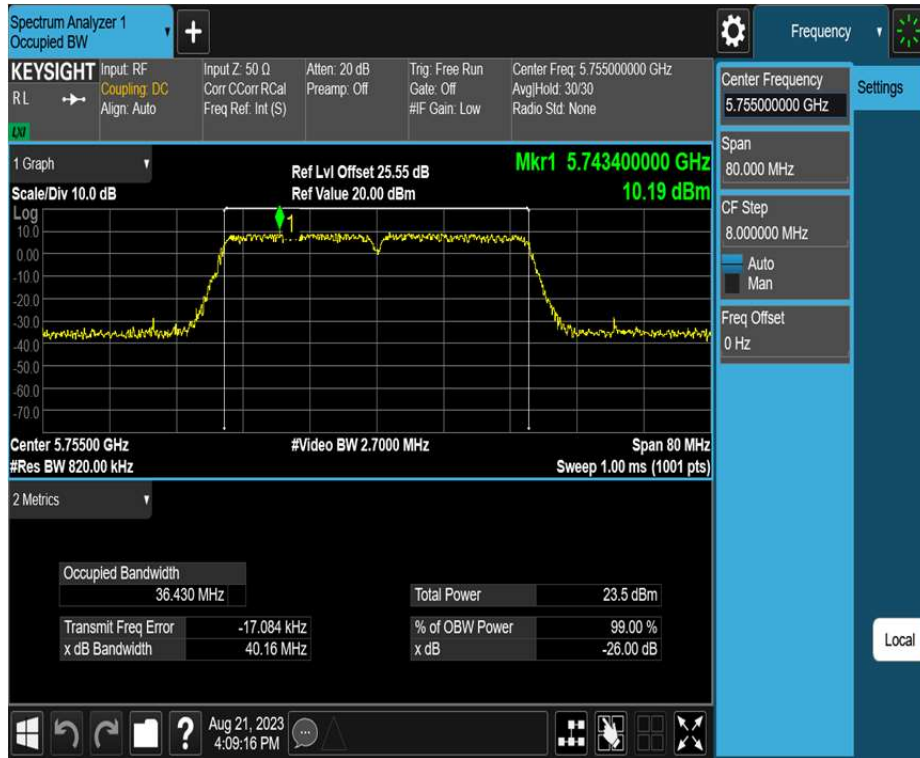 Spectrum Analyzer 1
Occupied BW
+
Frequency
KEYSIGHT
RL
LXI
Input: RF
Coupling: DC
Align: Auto
Input Z: 50 Ω
Corr CCorr RCal
Freq Ref: Int (S)
Atten: 20 dB
Preamp: Off
Trig: Free Run
Gate: Off
#IF Gain: Low
Center Freq: 5.755000000 GHz
Avg|Hold: 30/30
Radio Std: None
Center Frequency
5.755000000 GHz
Settings
Span
80.000 MHz
CF Step
8.000000 MHz
Auto
Man
Freq Offset
0 Hz
1 Graph
Scale/Div 10.0 dB
Ref Lvl Offset 25.55 dB
Ref Value 20.00 dBm
Mkr1 5.743400000 GHz
10.19 dBm
Log
1
10.0
0.00
-10.0
-20.0
-30.0
-40.0
-50.0
-60.0
-70.0
Center 5.75500 GHz
#Video BW 2.7000 MHz
Span 80 MHz
#Res BW 820.00 kHz
Sweep 1.00 ms (1001 pts)
2 Metrics
Occupied Bandwidth
36.430 MHz
Total Power 23.5 dBm
Transmit Freq Error -17.084 kHz
% of OBW Power 99.00 %
x dB Bandwidth 40.16 MHz
x dB -26.00 dB
Local
?
Aug 21, 2023
4:09:16 PM